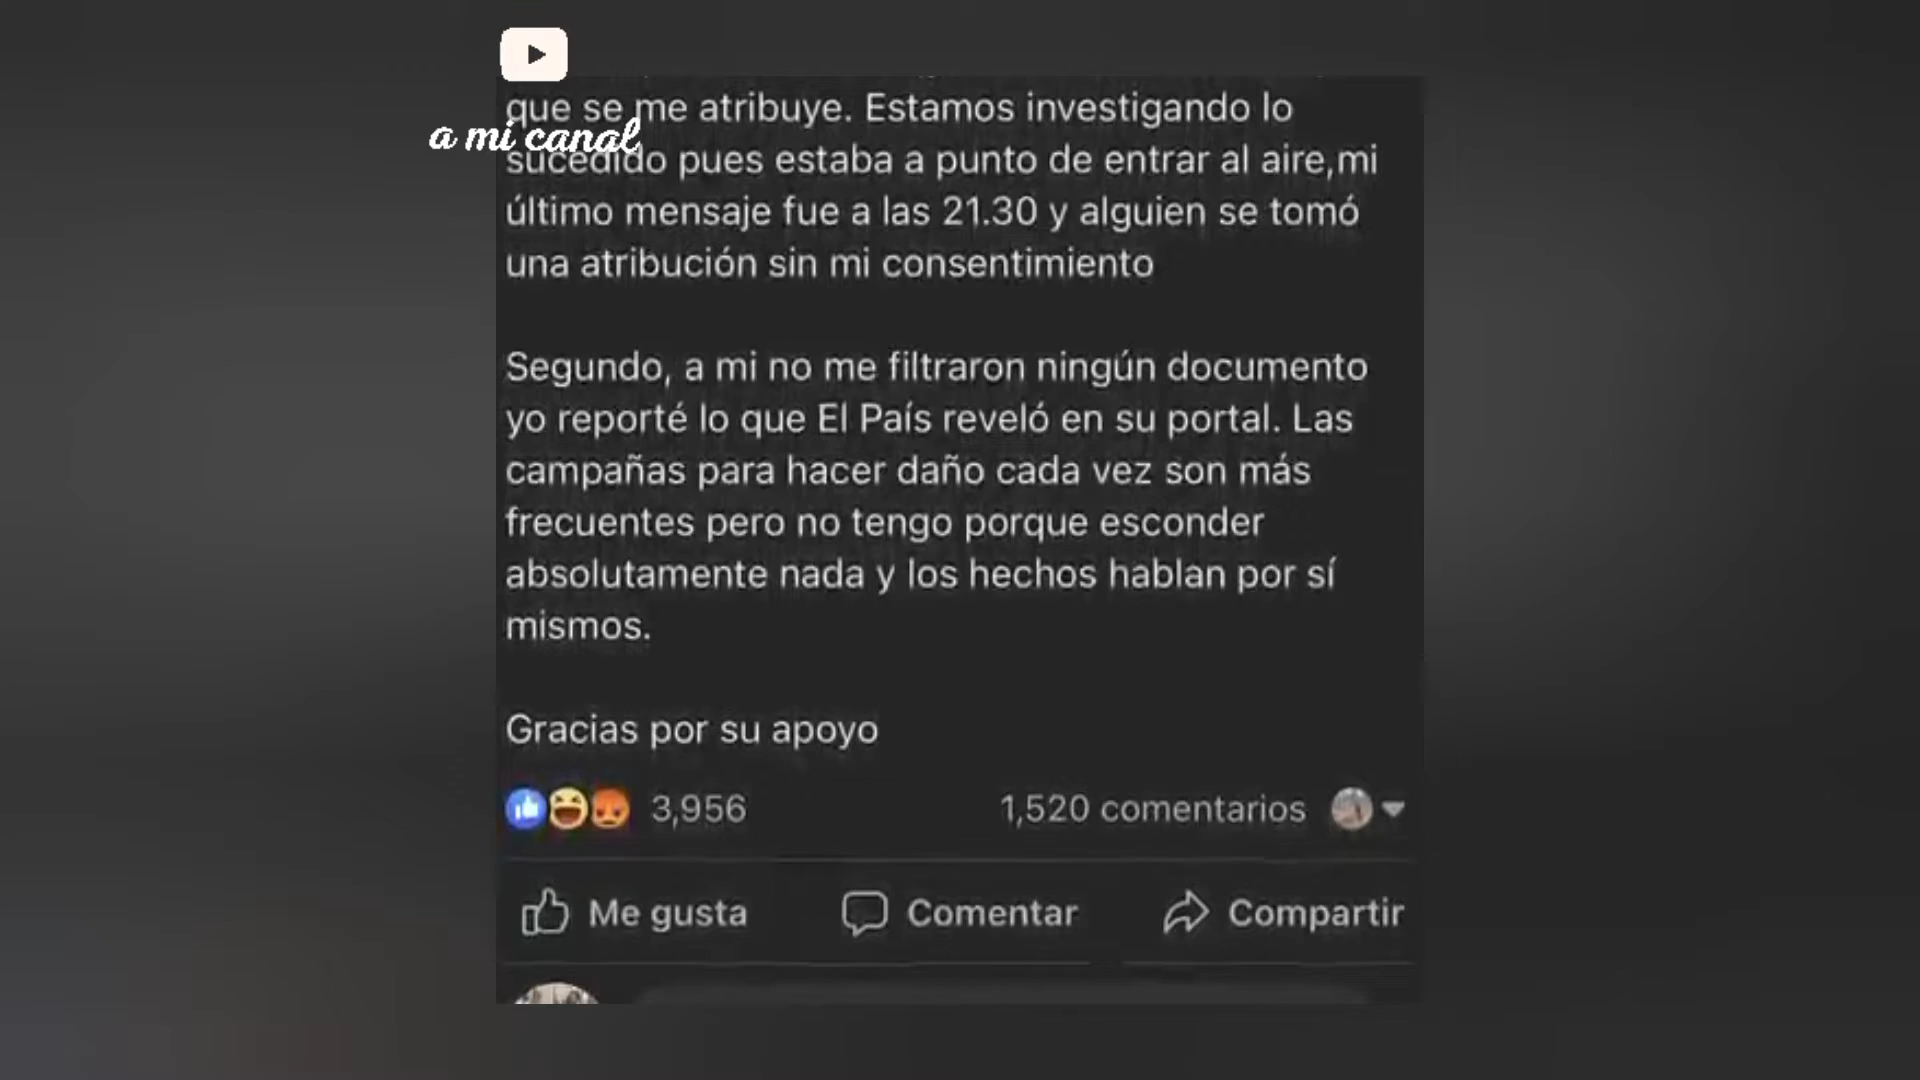 que se me atribuye. Estamos investigando lo
a mi canal
sucedido pues estaba a punto de entrar al aire,mi
último mensaje fue a las 21.30 y alguien se tomó
una atribución sin mi consentimiento
Segundo, a mi no me filtraron ningún documento
yo reporté lo que El País reveló en su portal. Las
campañas para hacer daño cada vez son más
frecuentes pero no tengo porque esconder
absolutamente nada y los hechos hablan por sí
mismos.
Gracias por su apoyo
3,956 1,520 comentarios
Me gusta Comentar Compartir